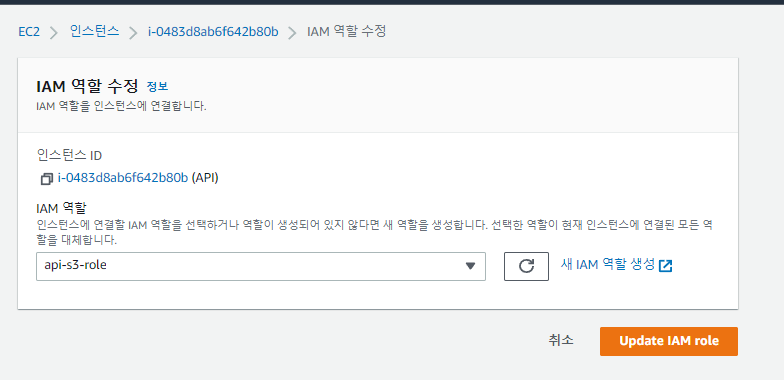 EC2 > 인스턴스 > i-0483d8ab6f642b80b > IAM 역할 수정
IAM 역할 수정 정보
IAM 역할을 인스턴스에 연결합니다.
인스턴스 ID
i-0483d8ab6f642b80b (API)
IAM 역할
인스턴스에 연결할 IAM 역할을 선택하거나 역할이 생성되어 있지 않다면 새 역할을 생성합니다. 선택한 역할이 현재 인스턴스에 연결된 모든 역
할을 대체합니다.
api-s3-role 새 IAM 역할 생성
취소 Update IAM role